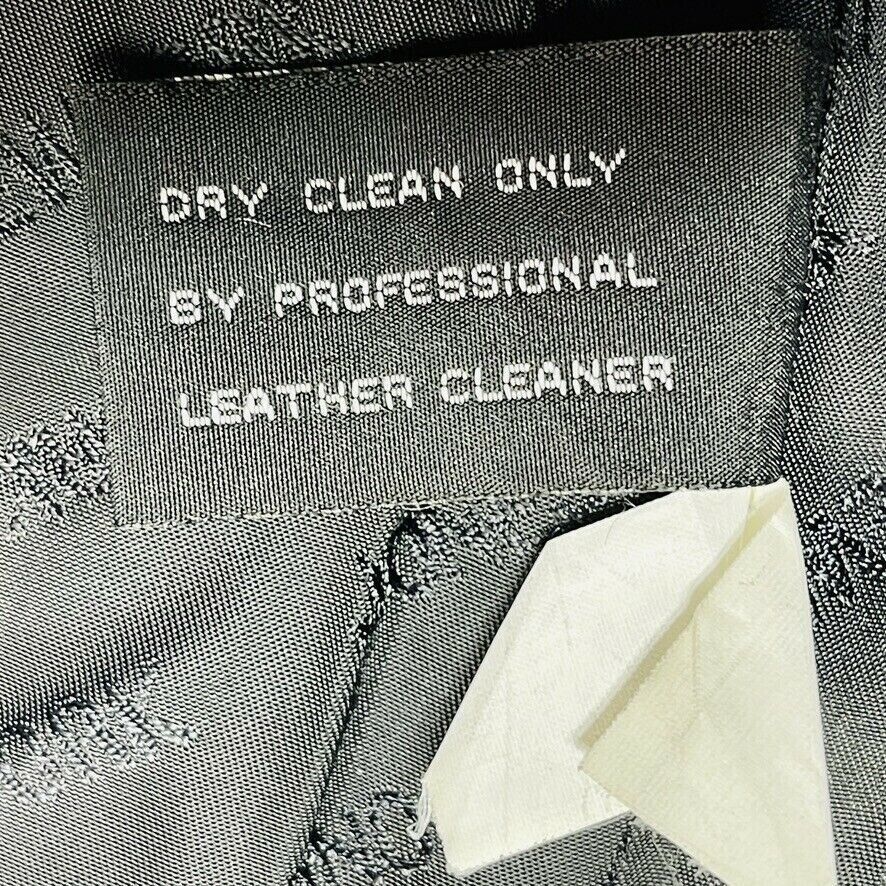 DRY CLEAN ONLY
BY PROFESSIONAL
LEATHER CLEANER